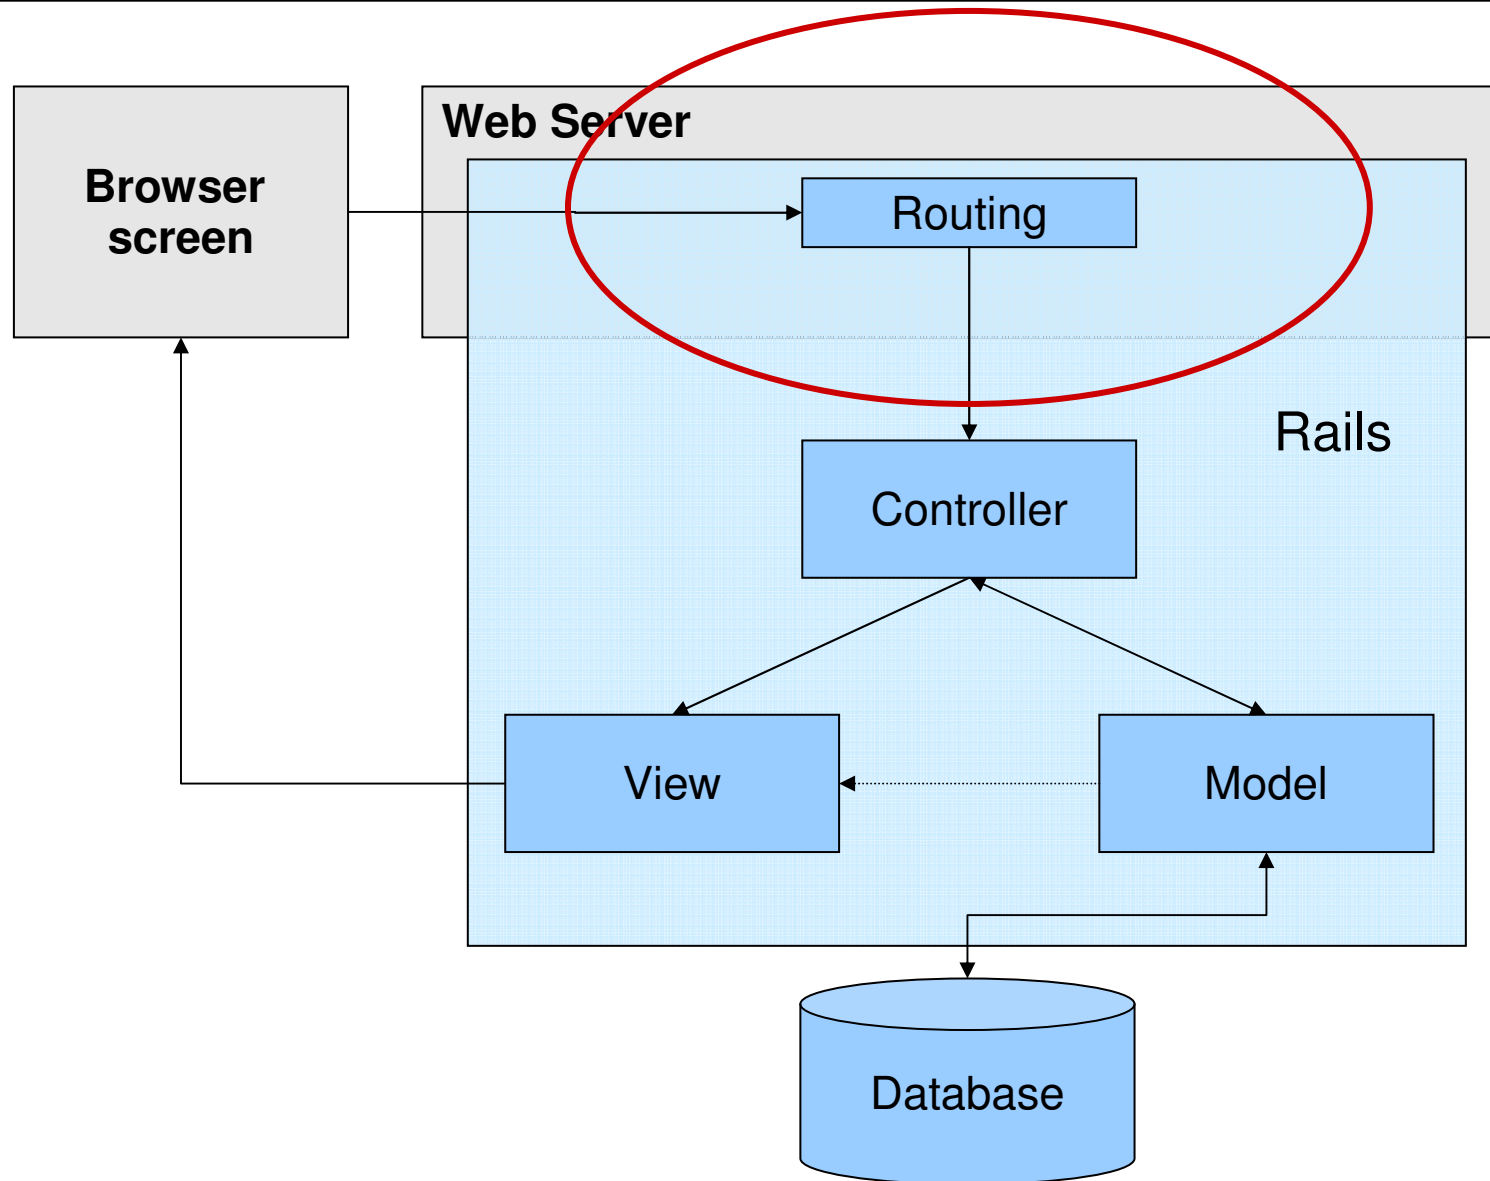 Web Server
Browser
screen
Routing
Rails
Controller
View
Model
Database